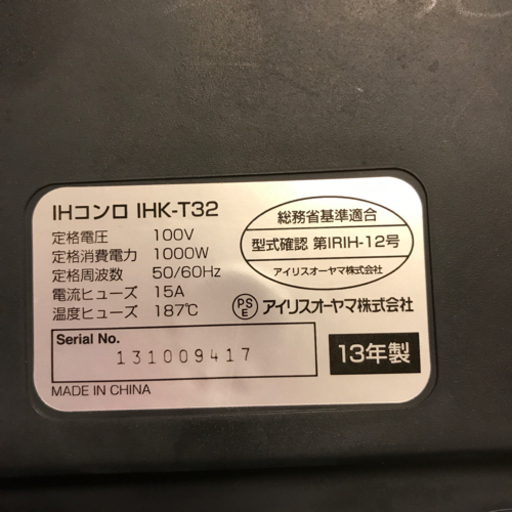 IHコンロ IHK-T32
定格電圧 100V
定格消費電力 1000W
定格周波数 50/60Hz
電流ヒューズ 15A
温度ヒューズ 187℃
総務省基準適合
型式確認 第IRIH-12号
アイリスオーヤマ株式会社
PSE アイリスオーヤマ株式会社
Serial No.
131009417
13年製
MADE IN CHINA